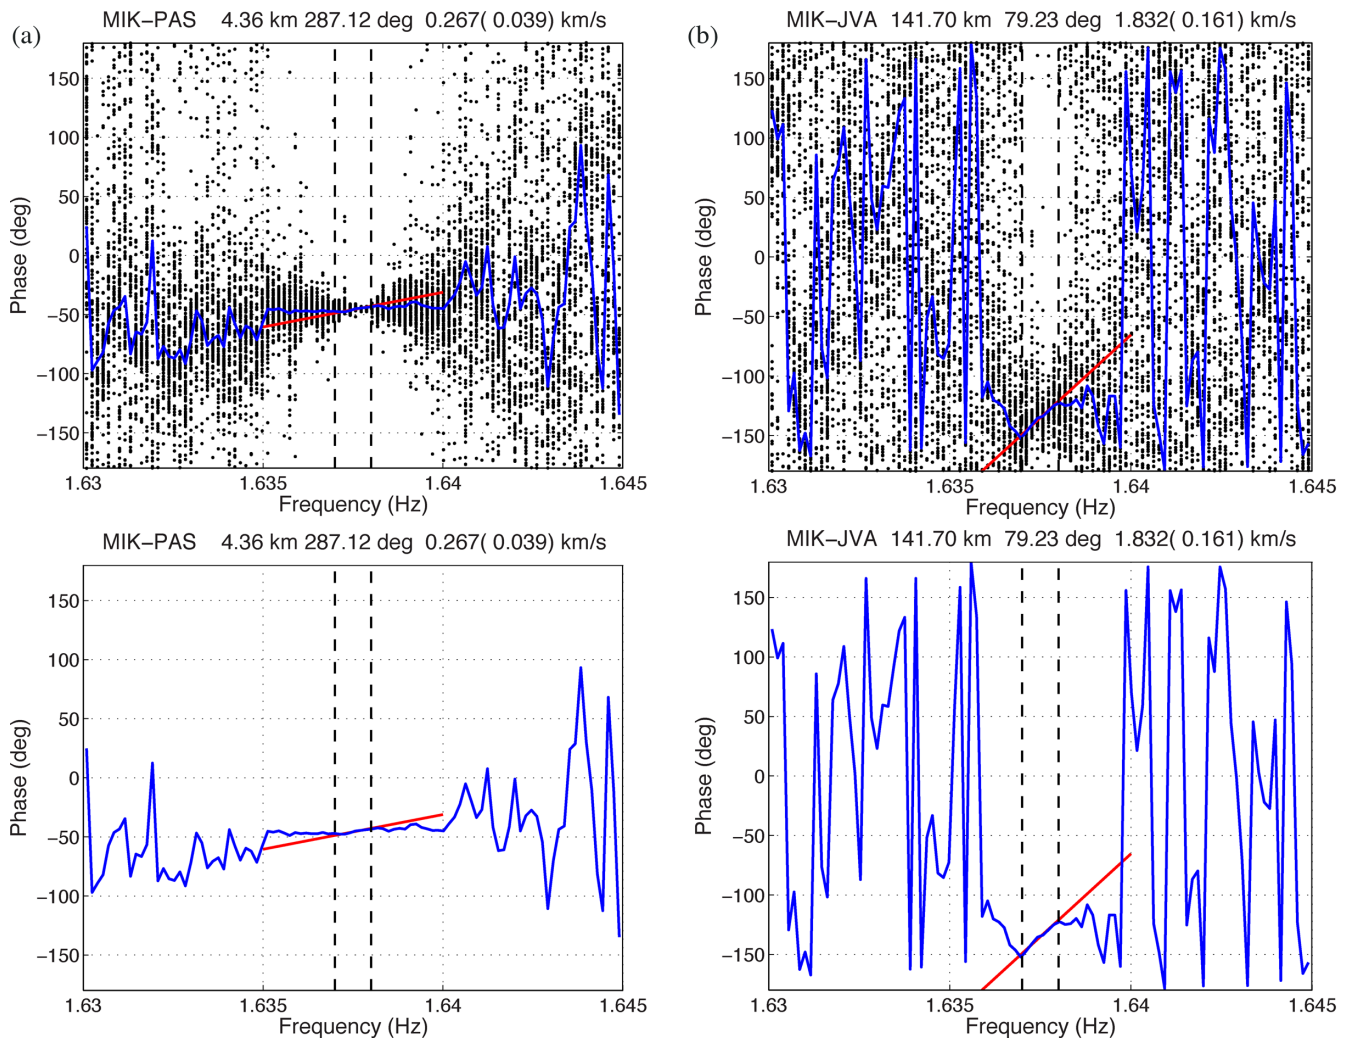 (a)
MIK−PAS 4.36 km 287.12 deg 0.267( 0.039) km/s
150
100
50
0
−50
−100
−150
Phase (deg)
1.63 1.635 1.64 1.645
Frequency (Hz)
(b)
MIK−JVA 141.70 km 79.23 deg 1.832( 0.161) km/s
150
100
50
0
−50
−100
−150
Phase (deg)
1.63 1.635 1.64 1.645
Frequency (Hz)
MIK−PAS 4.36 km 287.12 deg 0.267( 0.039) km/s
150
100
50
0
−50
−100
−150
Phase (deg)
1.63 1.635 1.64 1.645
Frequency (Hz)
MIK−JVA 141.70 km 79.23 deg 1.832( 0.161) km/s
150
100
50
0
−50
−100
−150
Phase (deg)
1.63 1.635 1.64 1.645
Frequency (Hz)